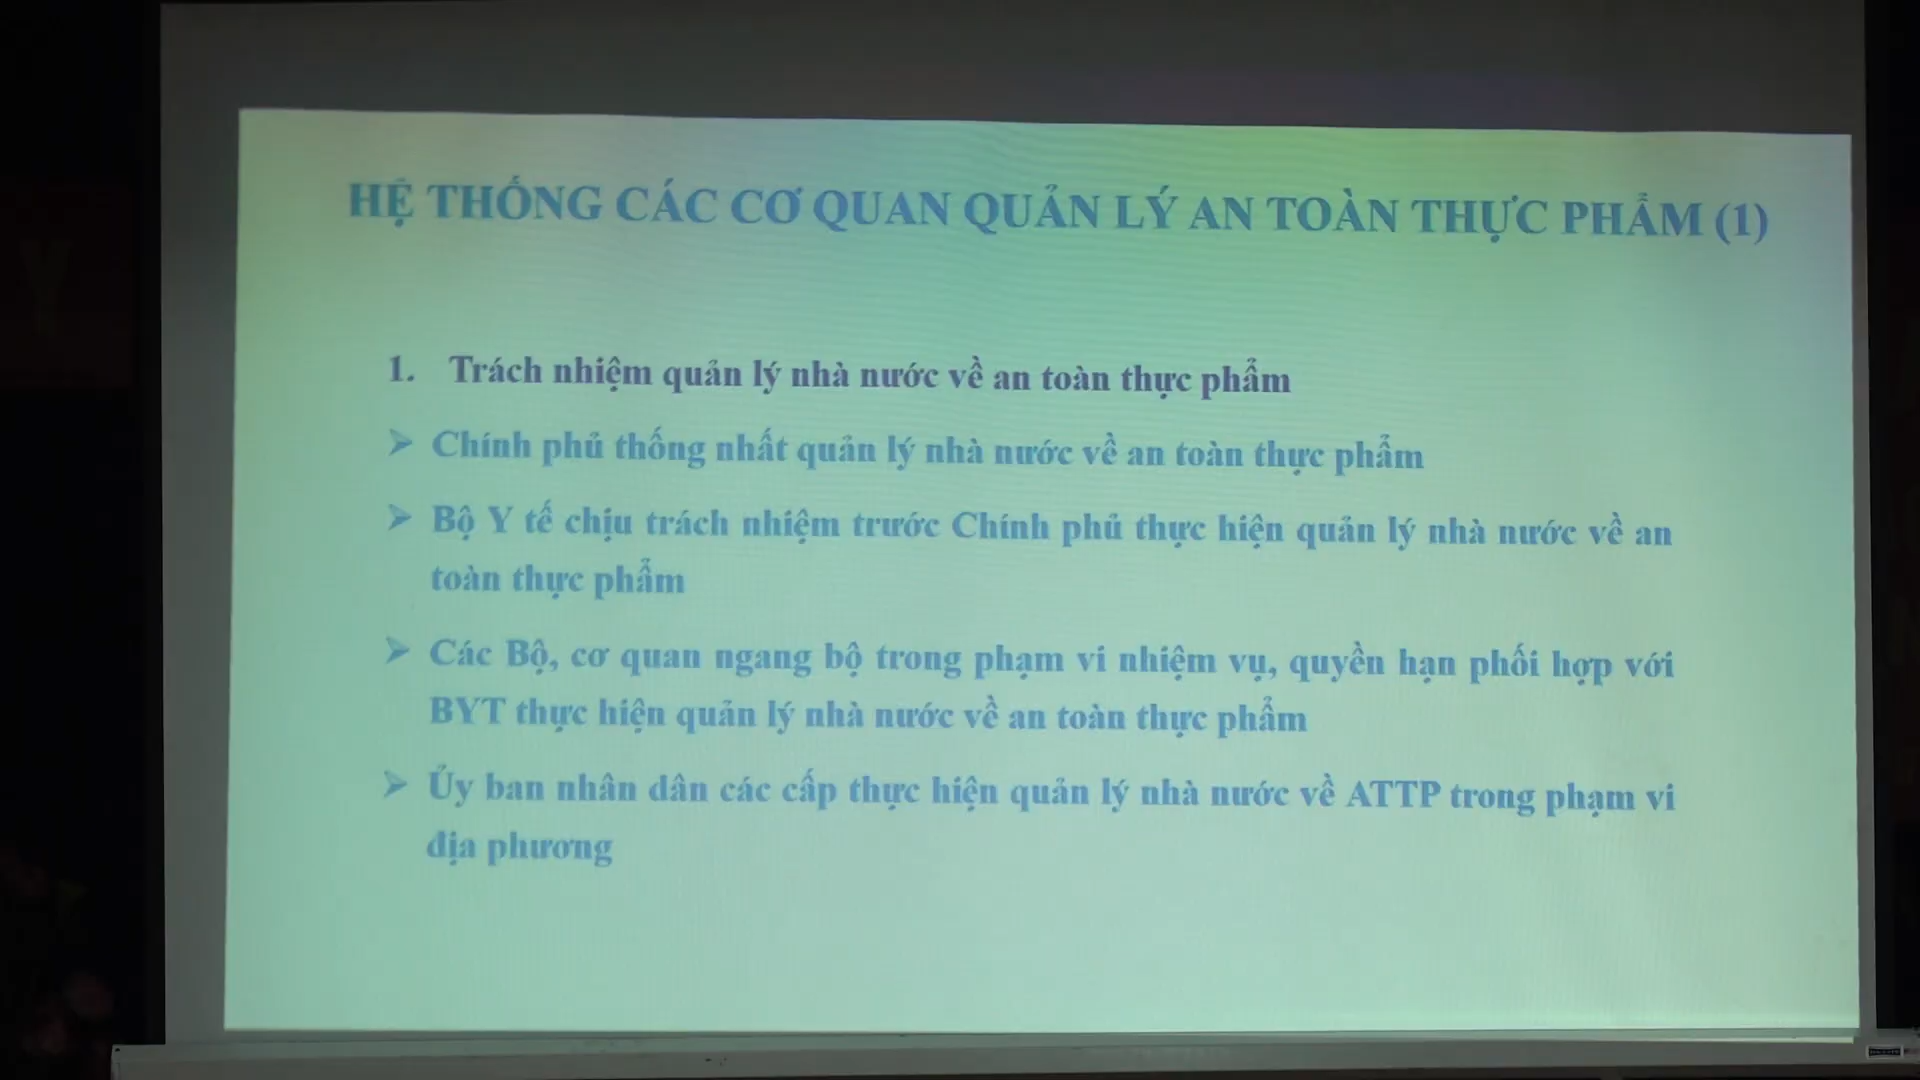 HỆ THỐNG CÁC CƠ QUAN QUẢN LÝ AN TOÀN THỰC PHẨM (1)
1. Trách nhiệm quản lý nhà nước về an toàn thực phẩm
➢ Chính phủ thống nhất quản lý nhà nước về an toàn thực phẩm
➢ Bộ Y tế chịu trách nhiệm trước Chính phủ thực hiện quản lý nhà nước về an
toàn thực phẩm
➢ Các Bộ, cơ quan ngang bộ trong phạm vi nhiệm vụ, quyền hạn phối hợp với
BYT thực hiện quản lý nhà nước về an toàn thực phẩm
➢ Ủy ban nhân dân các cấp thực hiện quản lý nhà nước về ATTP trong phạm vi
địa phương